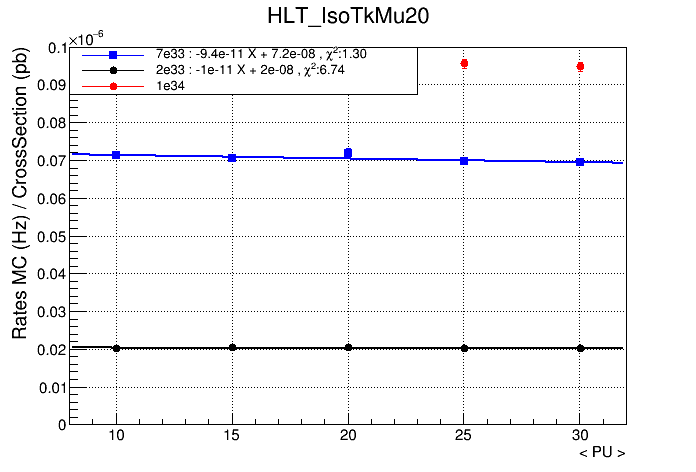 HLT_IsoTkMu20
×10⁻⁶
7e33 : -9.4e-11 X + 7.2e-08 , χ²:1.30
2e33 : -1e-11 X + 2e-08 , χ²:6.74
1e34
Rates MC (Hz) / CrossSection (pb)
0.1
0.09
0.08
0.07
0.06
0.05
0.04
0.03
0.02
0.01
0
10 15 20 25 30
< PU >